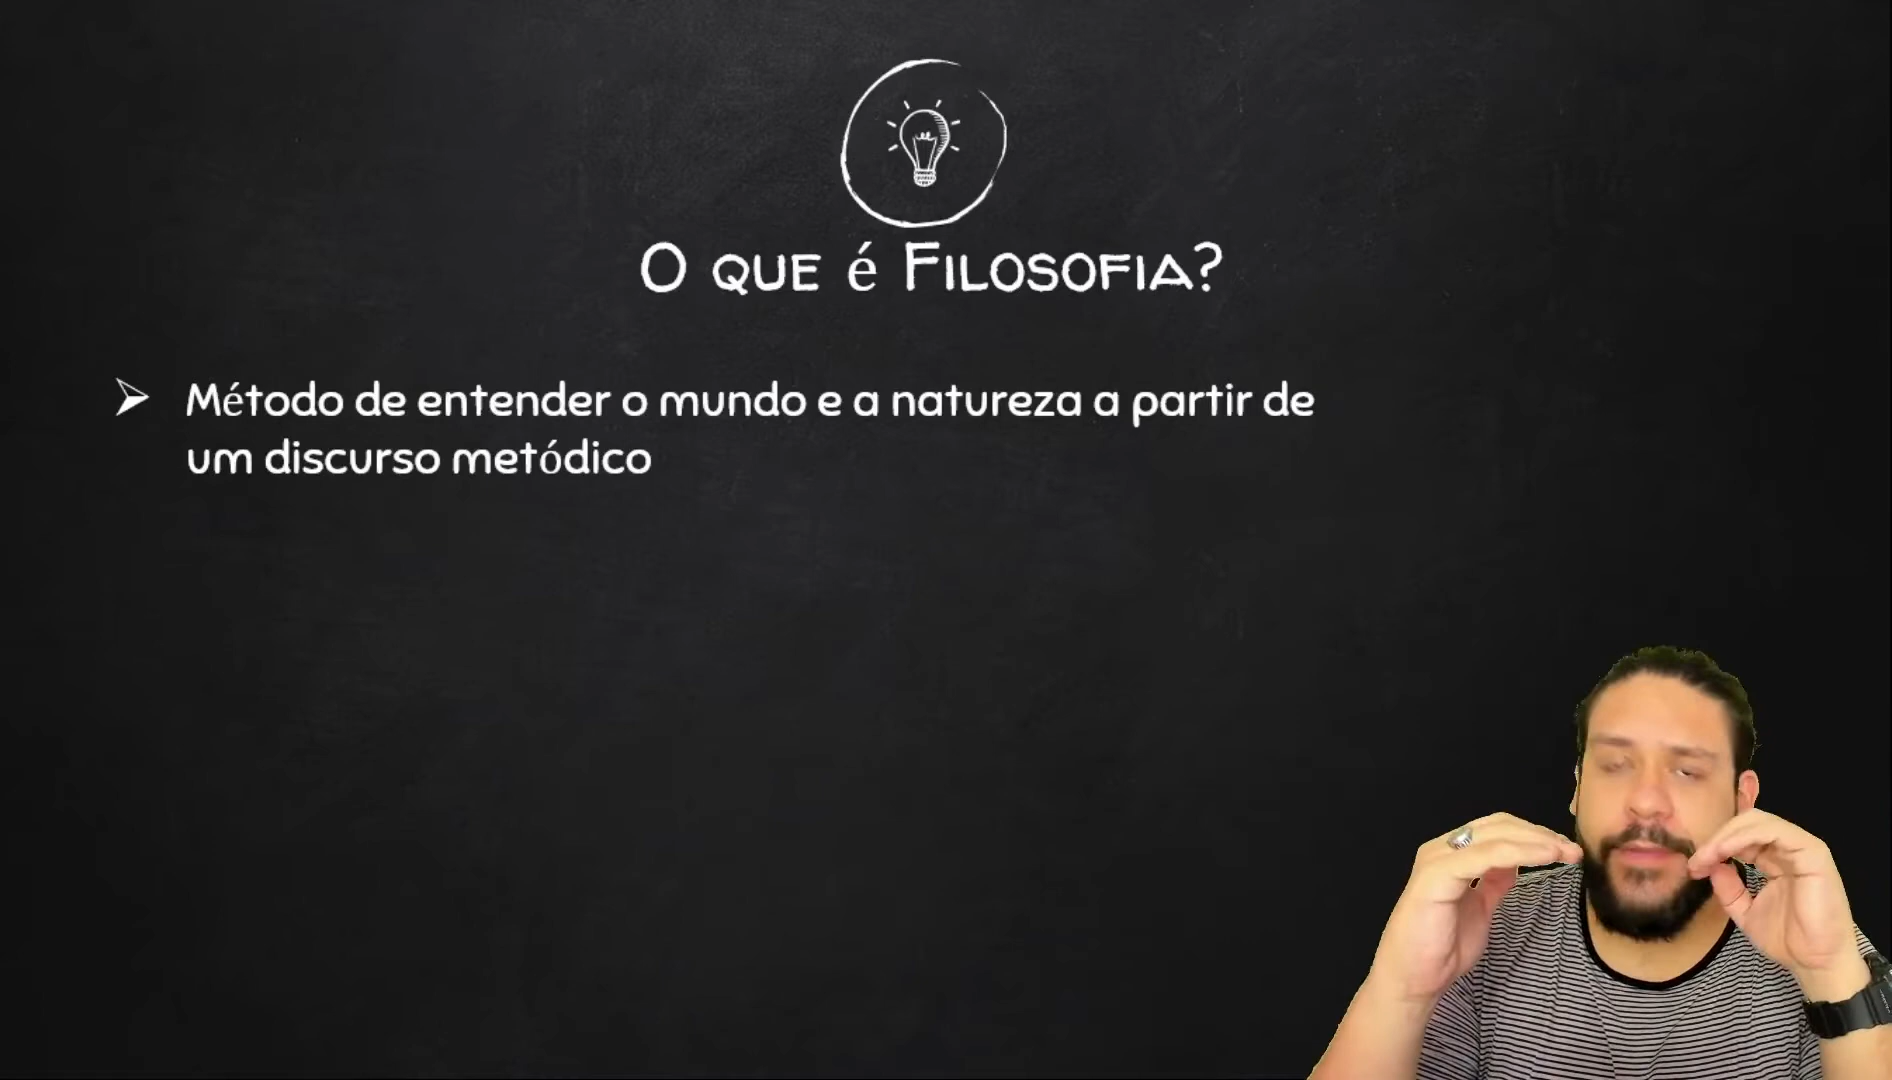 O que é Filosofia?
Método de entender o mundo e a natureza a partir de
um discurso metódico